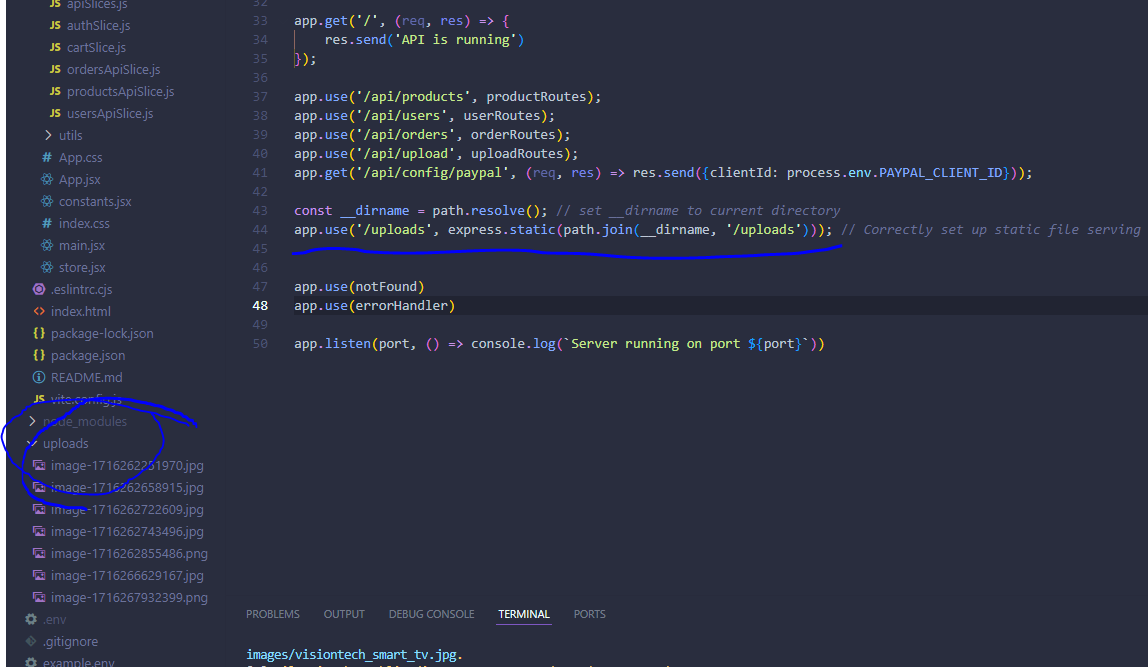 JS apiSlices.js
JS authSlice.js
JS cartSlice.js
JS ordersApiSlice.js
JS productsApiSlice.js
JS usersApiSlice.js
> utils
# App.css
App.jsx
constants.jsx
# index.css
main.jsx
store.jsx
.eslintrc.cjs
<> index.html
{} package-lock.json
{} package.json
README.md
JS vite.config.js
> node_modules
uploads
image-1716262251970.jpg
image-1716262658915.jpg
image-1716262722609.jpg
image-1716262743496.jpg
image-1716262855486.png
image-1716266629167.jpg
image-1716267932399.png
.env
.gitignore
example.env
32
33 app.get('/', (req, res) => {
34 res.send('API is running')
35 });
36
37 app.use('/api/products', productRoutes);
38 app.use('/api/users', userRoutes);
39 app.use('/api/orders', orderRoutes);
40 app.use('/api/upload', uploadRoutes);
41 app.get('/api/config/paypal', (req, res) => res.send({clientId: process.env.PAYPAL_CLIENT_ID}));
42
43 const __dirname = path.resolve(); // set __dirname to current directory
44 app.use('/uploads', express.static(path.join(__dirname, '/uploads'))); // Correctly set up static file serving
45
46
47 app.use(notFound)
48 app.use(errorHandler)
49
50 app.listen(port, () => console.log(`Server running on port ${port}`))
PROBLEMS OUTPUT DEBUG CONSOLE TERMINAL PORTS
images/visiontech_smart_tv.jpg.